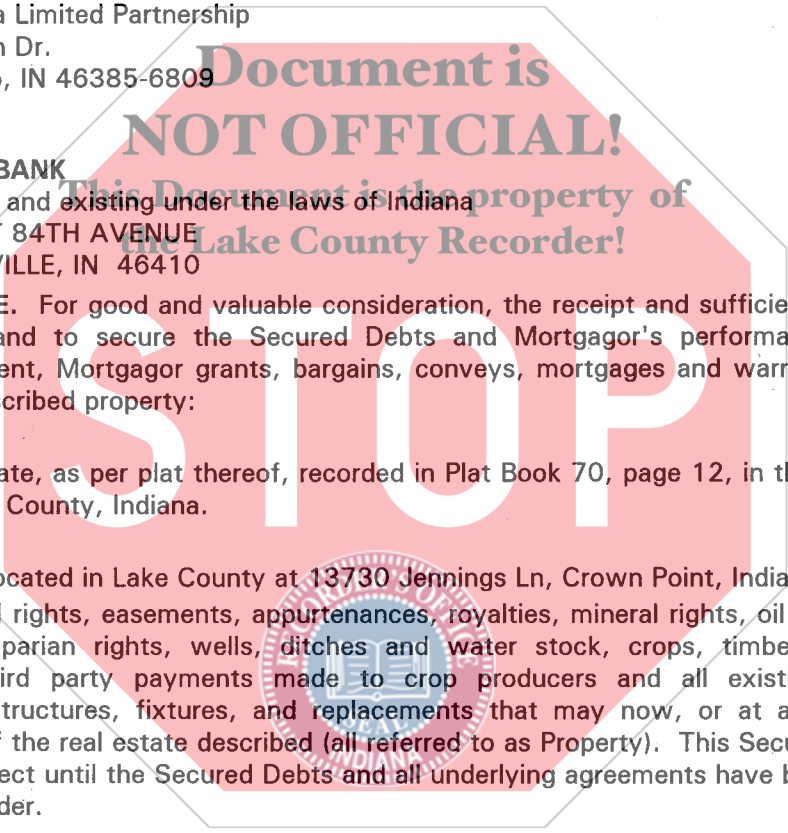 a Limited Partnership
n Dr.
, IN 46385-6809
Document is
NOT OFFICIAL!
BANK
This Document is the property of
and existing under the laws of Indiana
84TH AVENUE
the Lake County Recorder!
VILLE, IN 46410
E. For good and valuable consideration, the receipt and sufficie
and to secure the Secured Debts and Mortgagor's performa
ent, Mortgagor grants, bargains, conveys, mortgages and warr
scribed property:
STOP
ate, as per plat thereof, recorded in Plat Book 70, page 12, in th
County, Indiana.
ocated in Lake County at 13730 Jennings Ln, Crown Point, India
rights, easements, appurtenances, royalties, mineral rights, oil
parian rights, wells, ditches and water stock, crops, timbe
ird party payments made to crop producers and all exist
tructures, fixtures, and replacements that may now, or at a
f the real estate described (all referred to as Property). This Secu
ect until the Secured Debts and all underlying agreements have b
der.
RECORDER'S OFFICE
SEAL
INDIANA